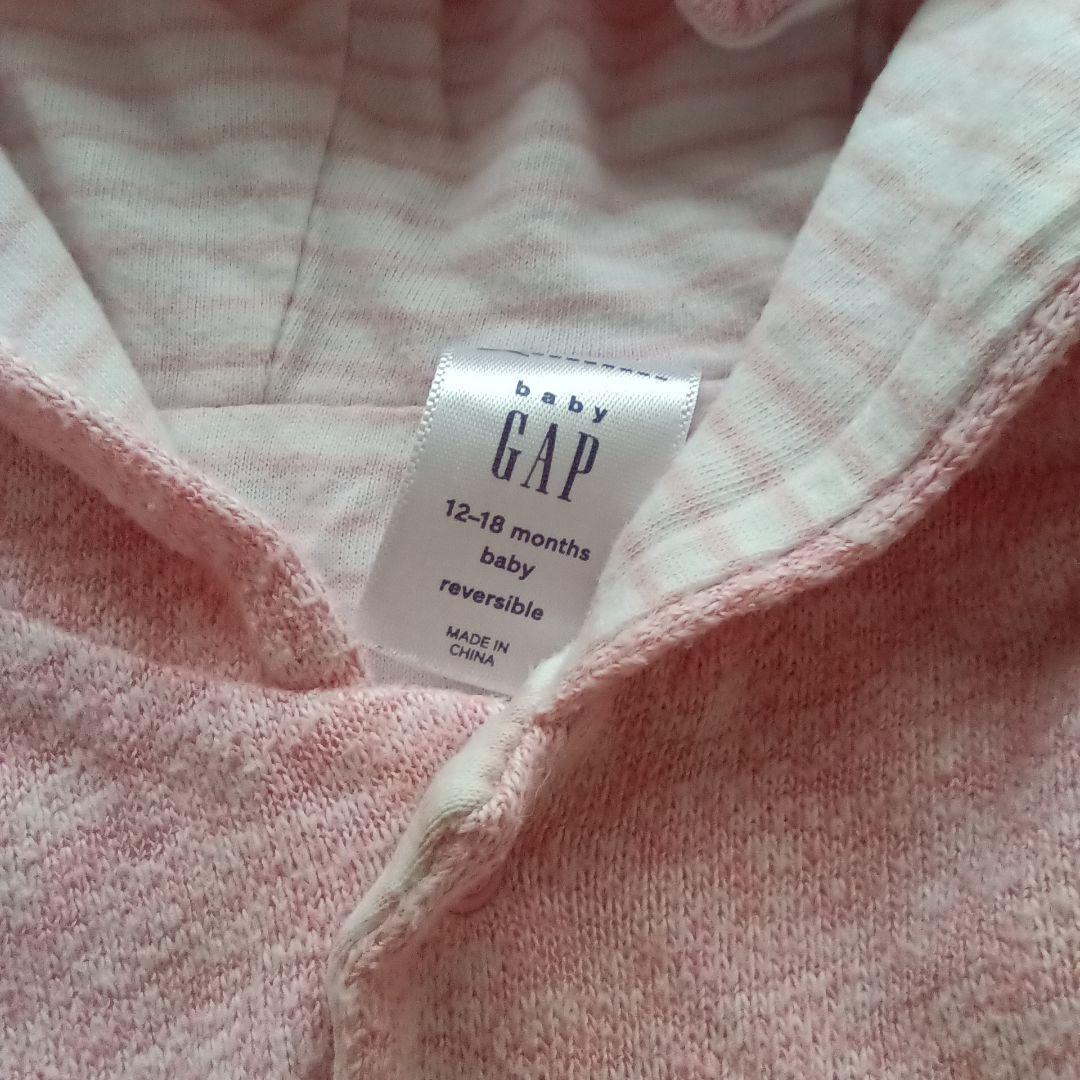 baby
GAP
12–18 months
baby
reversible
MADE IN
CHINA